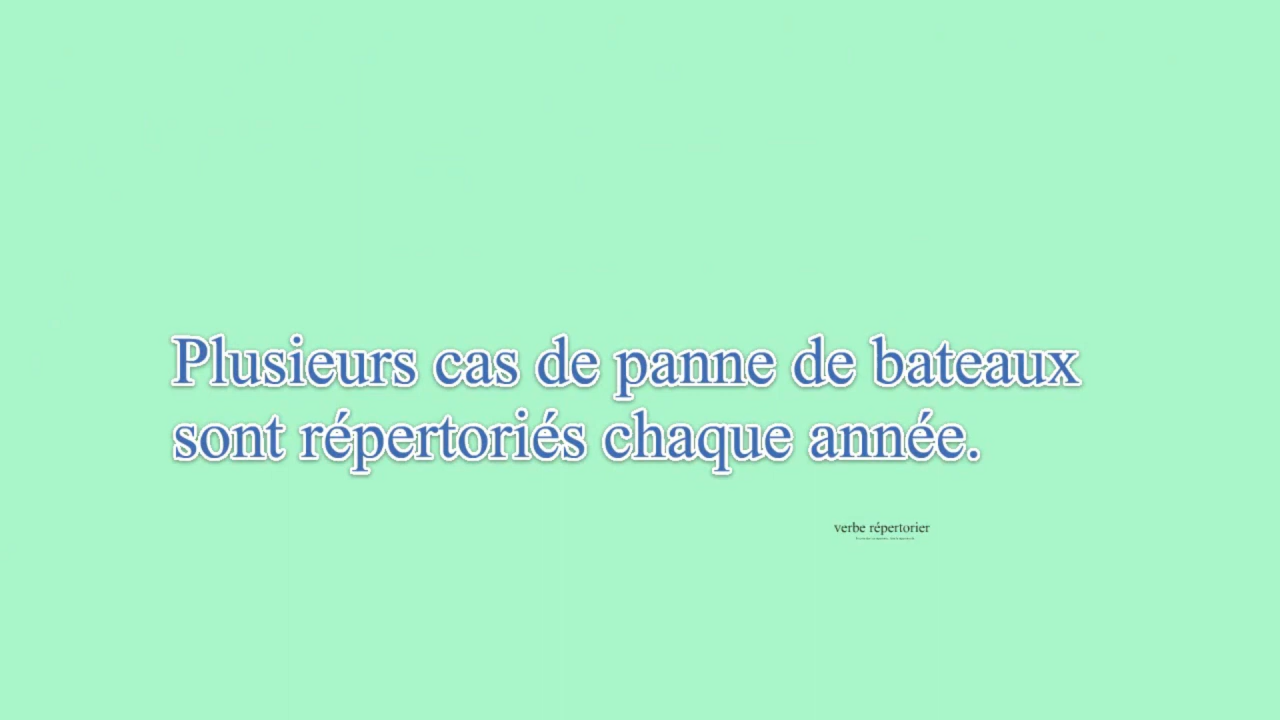 Plusieurs cas de panne de bateaux
sont répertoriés chaque année.
verbe répertorier